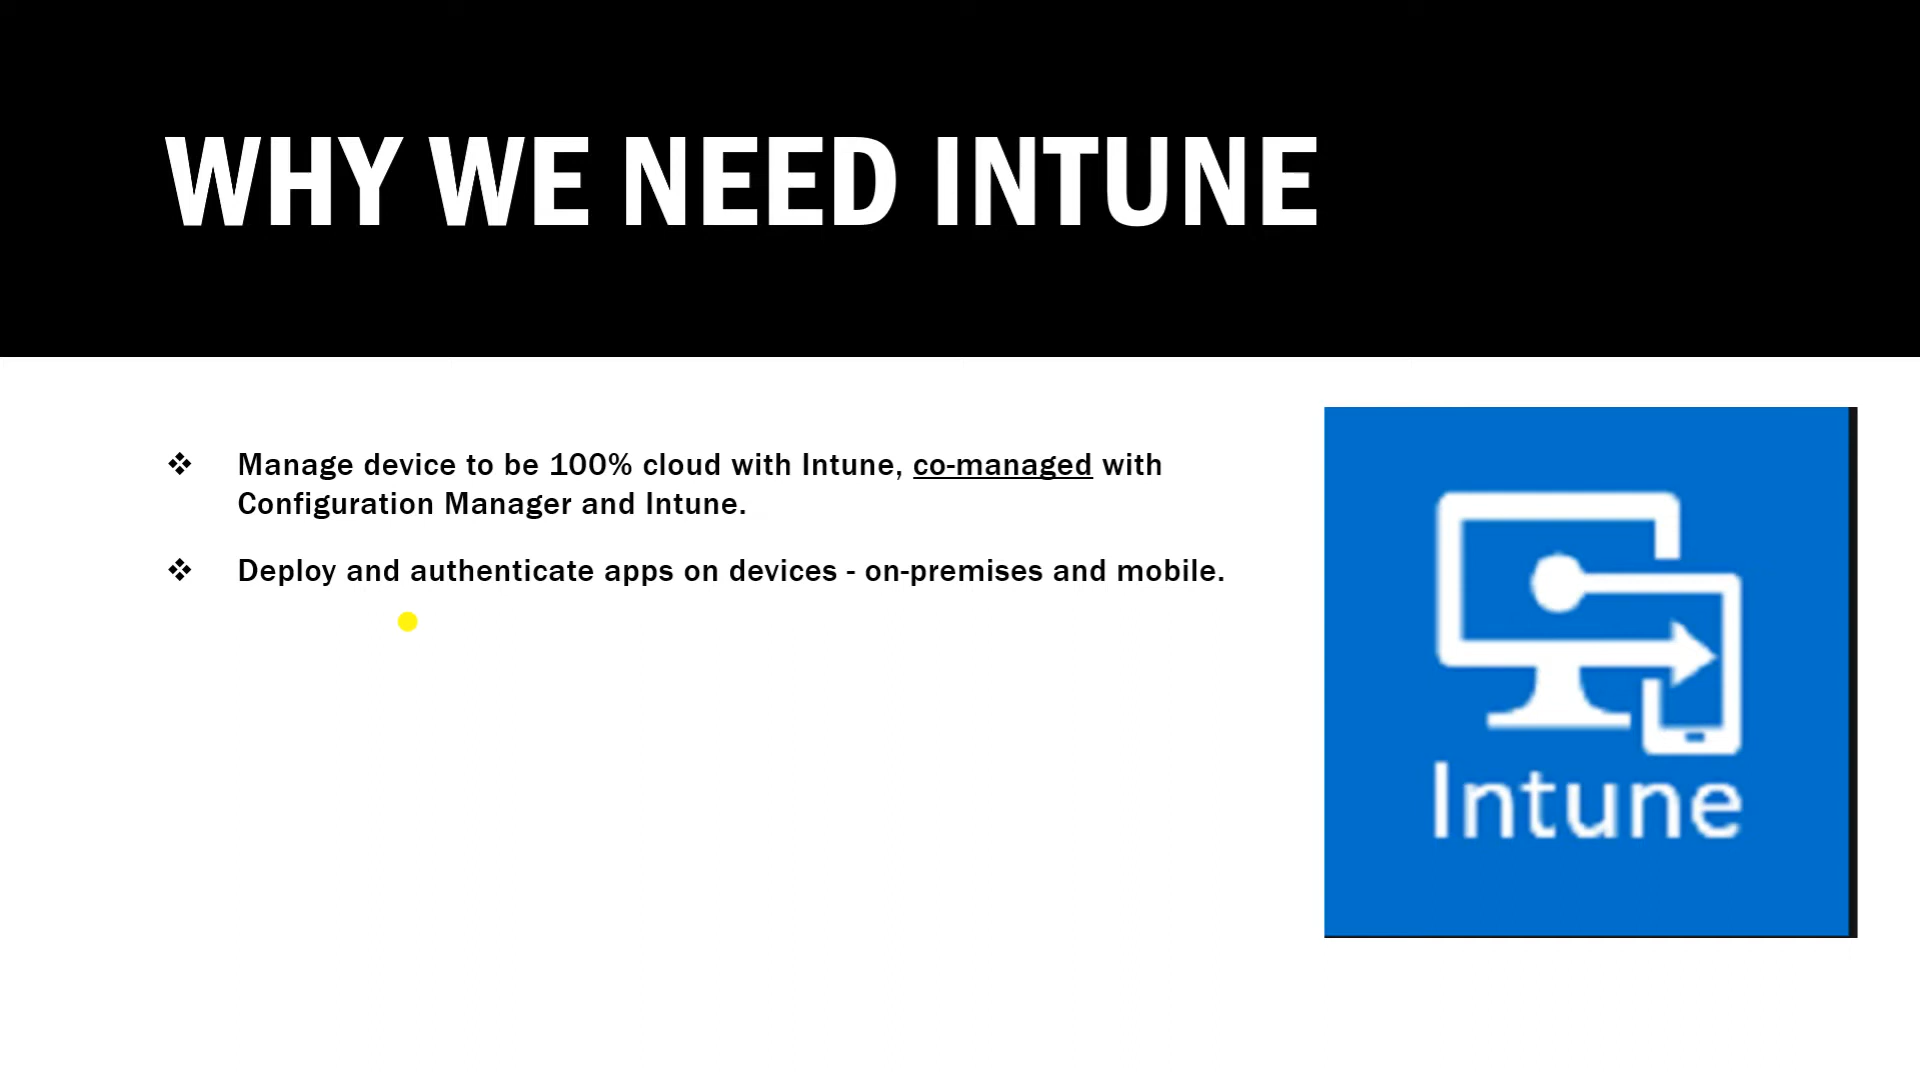 WHY WE NEED INTUNE
❖ Manage device to be 100% cloud with Intune, co-managed with
Configuration Manager and Intune.
❖ Deploy and authenticate apps on devices - on-premises and mobile.
Intune